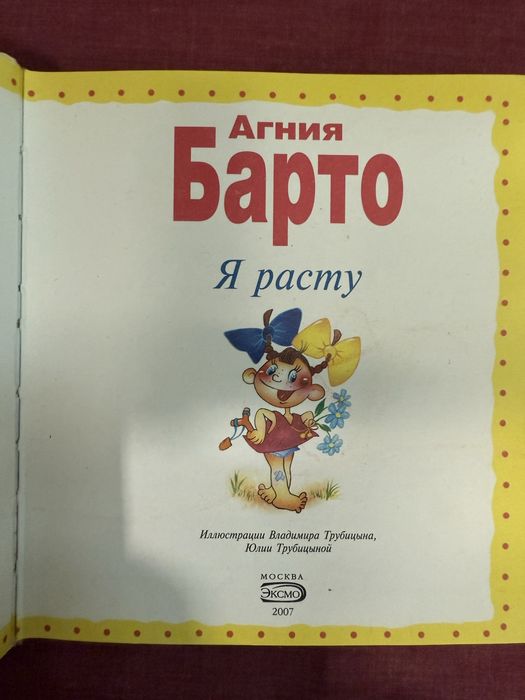 Агния
Барто
Я расту
Иллюстрации Владимира Трубицына,
Юлии Трубицыной
МОСКВА
ЭКСМО
2007